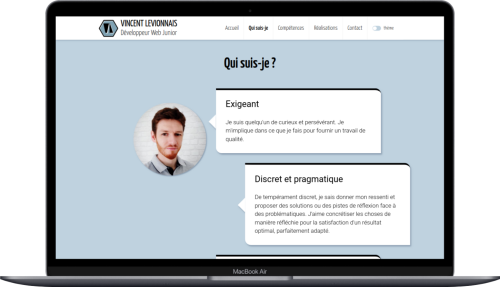 VINCENT LEVIONNAIS
Développeur Web Junior
Accueil Qui suis-je Compétences Réalisations Contact
Qui suis-je ?
Exigeant
Je suis quelqu'un de curieux et persévérant. Je
m'implique dans ce que je fais pour fournir un travail de
qualité.
Discret et pragmatique
De tempérament discret, je sais donner mon ressenti et
proposer des solutions ou des pistes de réflexion face à
des problématiques. J'aime concrétiser les choses de
manière réfléchie pour la satisfaction d'un résultat
optimal, parfaitement adapté.
MacBook Air